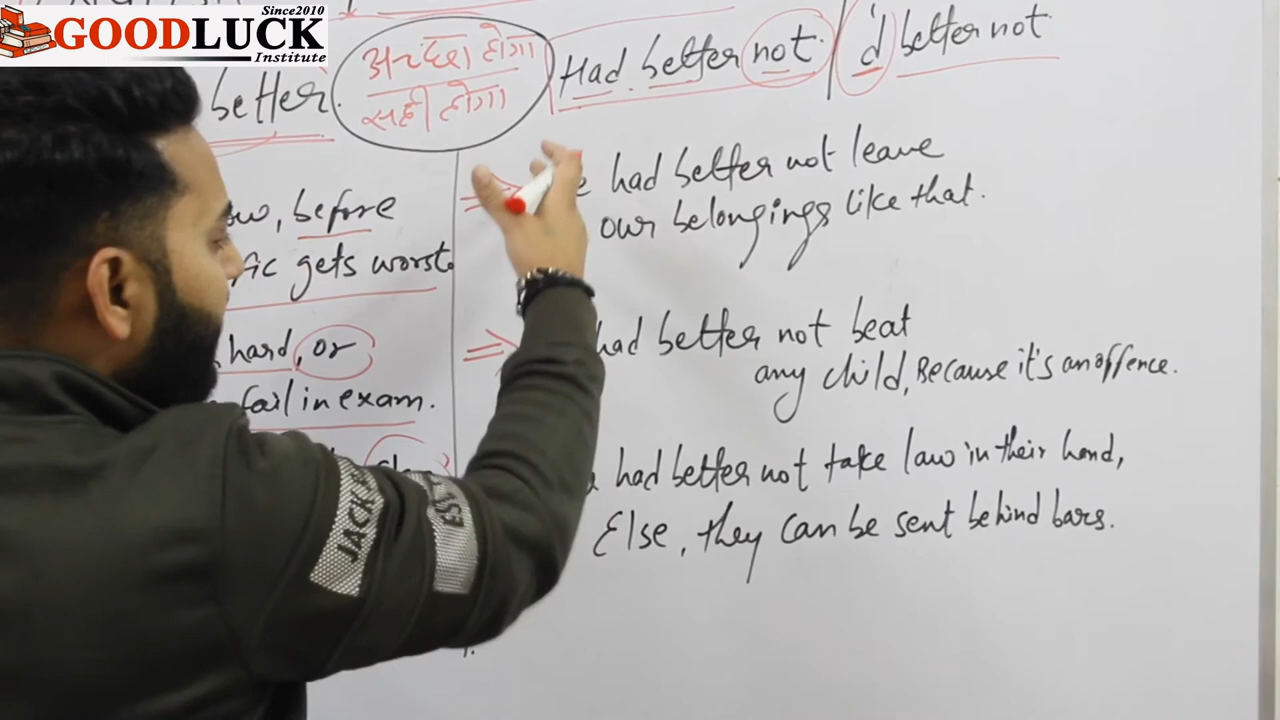 Since2010
GOODLUCK
Institute
better
अच्छा होगा
सही होगा
Had better not
'd better not
before
gets worst.
hard, or
fail in exam.
had better not leave
our belongings like that.
had better not beat
any child, Because it's an offence.
had better not take law in their hand,
Else, they can be sent behind bars.
JACK
EST